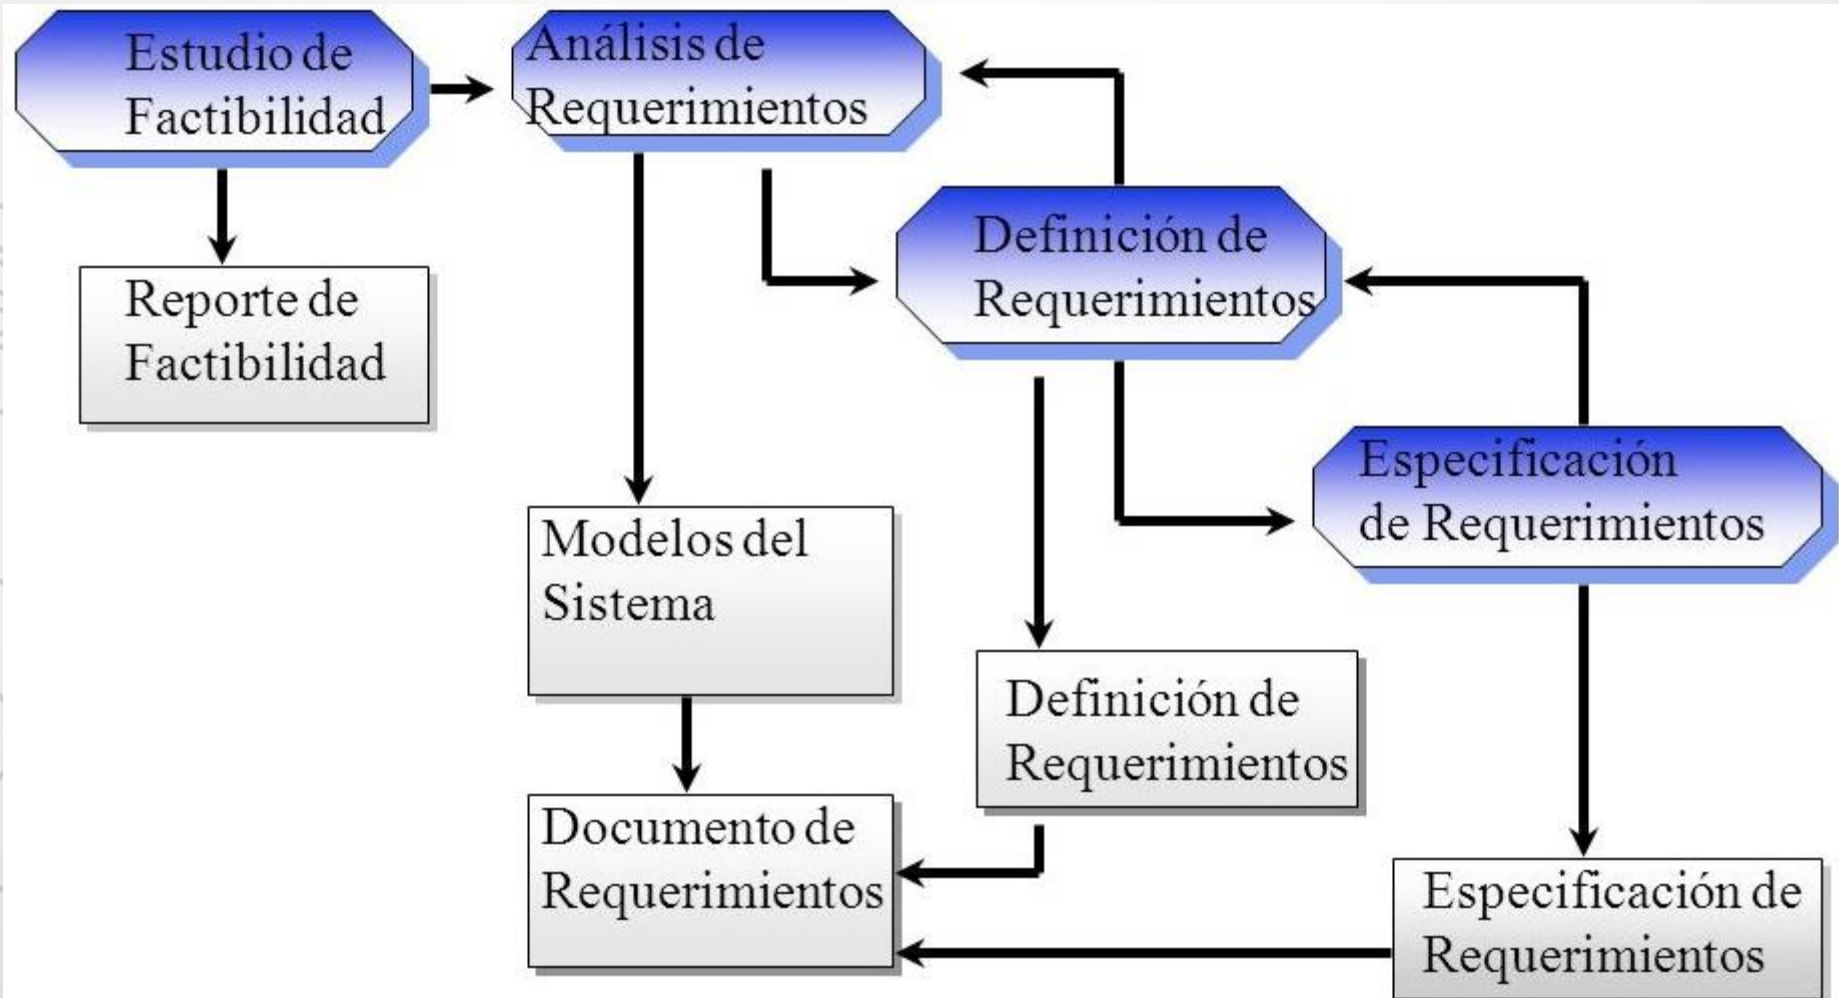 Estudio de
Factibilidad
Análisis de
Requerimientos
Definición de
Requerimientos
Reporte de
Factibilidad
Especificación
de Requerimientos
Modelos del
Sistema
Definición de
Requerimientos
Documento de
Requerimientos
Especificación de
Requerimientos